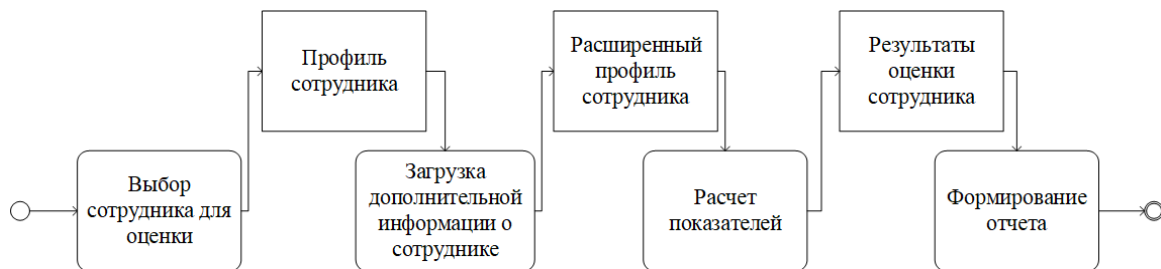 Профиль
сотрудника
Расширенный
профиль
сотрудника
Результаты
оценки
сотрудника
Выбор
сотрудника для
оценки
Загрузка
дополнительной
информации о
сотруднике
Расчет
показателей
Формирование
отчета